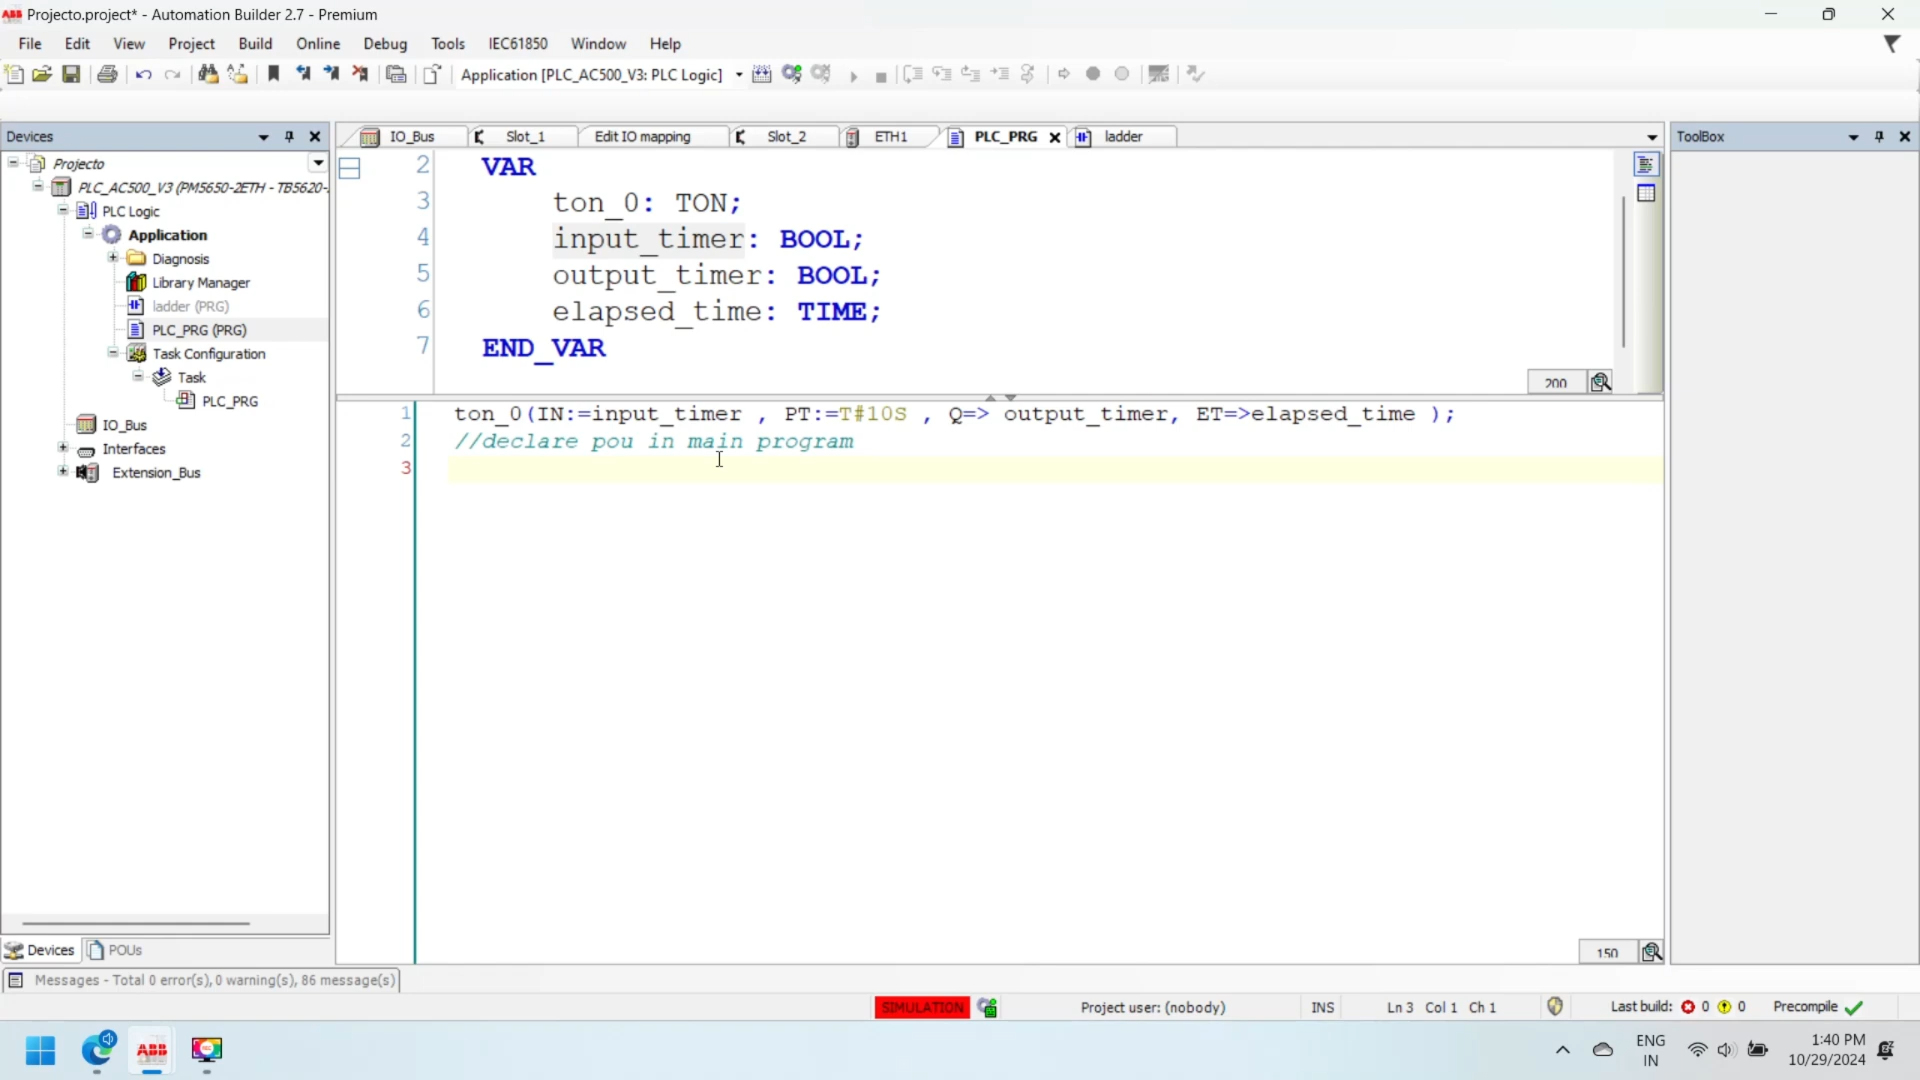 ABB Projecto.project* - Automation Builder 2.7 - Premium
File Edit View Project Build Online Debug Tools IEC61850 Window Help
Application [PLC_AC500_V3: PLC Logic]
Devices
IO_Bus Slot_1 Edit IO mapping Slot_2 ETH1 PLC_PRG ladder
ToolBox
Projecto
PLC_AC500_V3 (PM5650-2ETH - TB5620-
PLC Logic
Application
Diagnosis
Library Manager
ladder (PRG)
PLC_PRG (PRG)
Task Configuration
Task
PLC_PRG
IO_Bus
Interfaces
Extension_Bus
2 VAR
3 ton_0: TON;
4 input_timer: BOOL;
5 output_timer: BOOL;
6 elapsed_time: TIME;
7 END_VAR
200
1 ton_0(IN:=input_timer , PT:=T#10S , Q=> output_timer, ET=>elapsed_time );
2 //declare pou in main program
3
150
Devices POUs
Messages - Total 0 error(s), 0 warning(s), 86 message(s)
SIMULATION Project user: (nobody) INS Ln 3 Col 1 Ch 1 Last build: 0 0 Precompile
ABB
ENG
IN
1:40 PM
10/29/2024